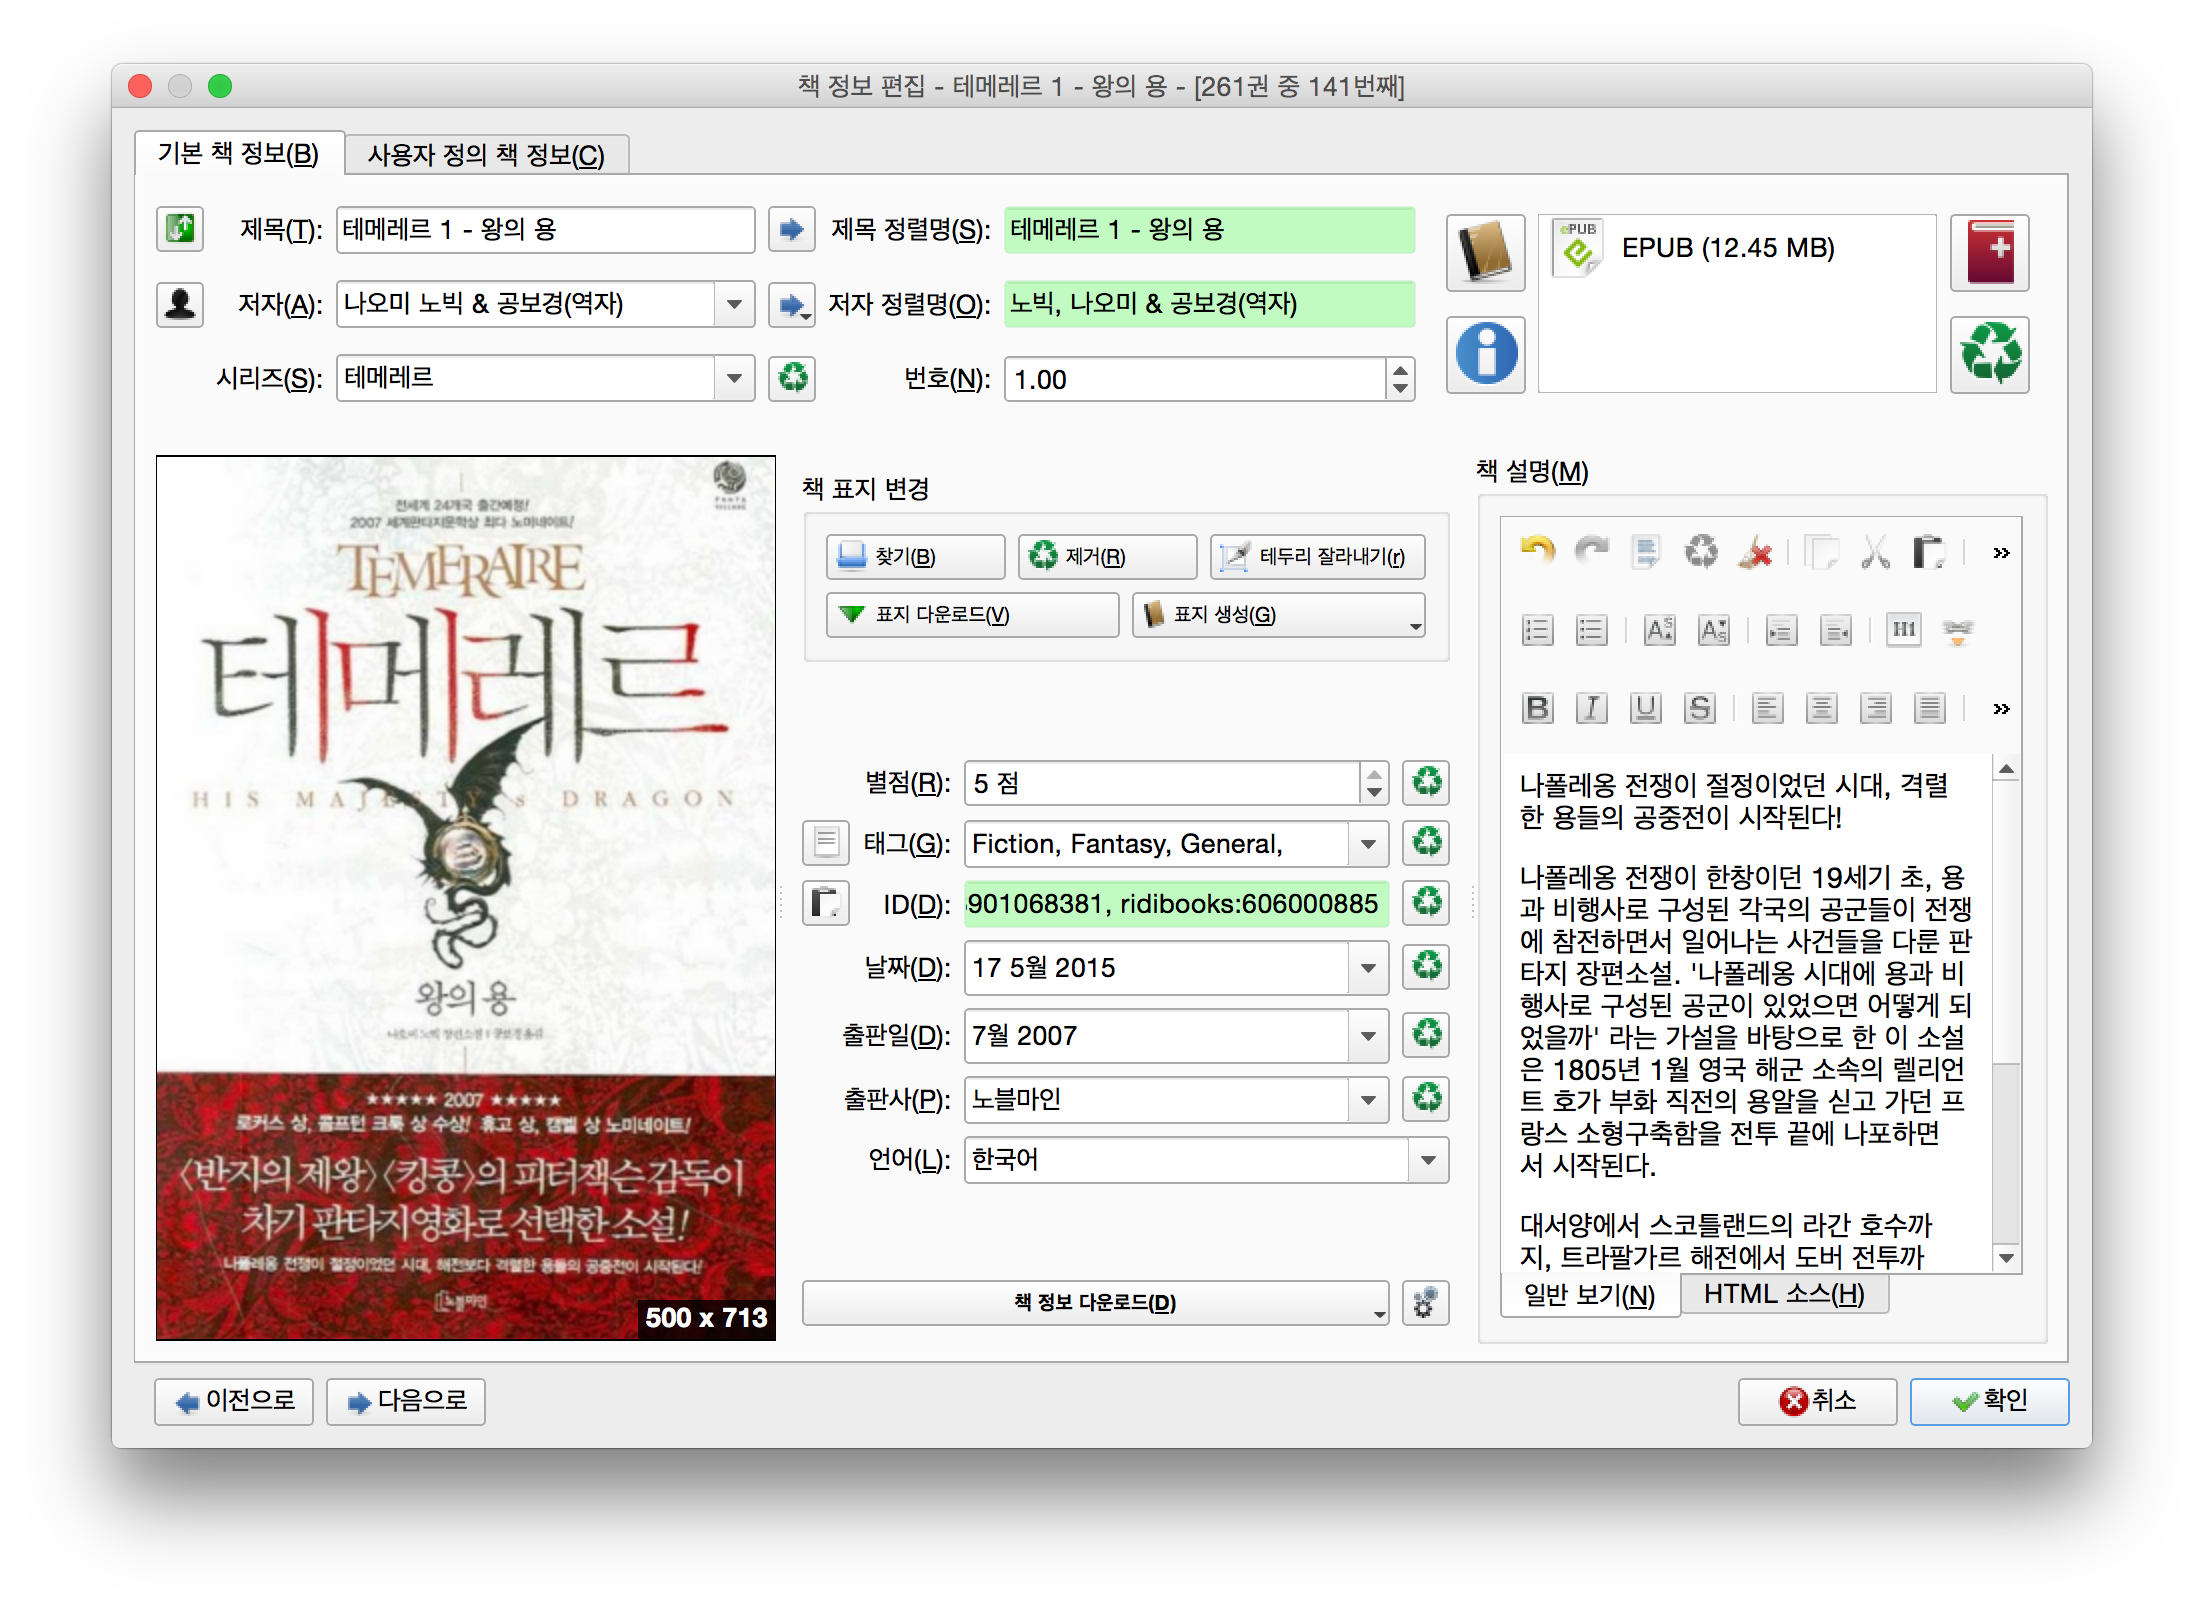 책 정보 편집 - 테메레르 1 - 왕의 용 - [261권 중 141번째]
기본 책 정보(B)
사용자 정의 책 정보(C)
제목(T):
테메레르 1 - 왕의 용
제목 정렬명(S):
테메레르 1 - 왕의 용
저자(A):
나오미 노빅 & 공보경(역자)
저자 정렬명(O):
노빅, 나오미 & 공보경(역자)
시리즈(S):
테메레르
번호(N):
1.00
ePUB
EPUB (12.45 MB)
전세계 24개국 출간예정!
2007 세계판타지문학상 최다 노미네이트!
TEMERAIRE
테메레르
HIS MAJESTY's DRAGON
왕의 용
나오미 노빅 장편소설 | 공보경 옮김
★★★★★ 2007 ★★★★★
로커스 상, 콤프턴 크룩 상 수상! 휴고 상, 캠벨 상 노미네이트!
〈반지의 제왕〉 〈킹콩〉의 피터잭슨 감독이
차기 판타지영화로 선택한 소설!
나폴레옹 전쟁이 절정이었던 시대, 해전보다 격렬한 용들의 공중전이 시작된다!
노블마인
500 x 713
책 표지 변경
찾기(B)
제거(R)
테두리 잘라내기(r)
표지 다운로드(V)
표지 생성(G)
별점(R):
5 점
태그(G):
Fiction, Fantasy, General,
ID(D):
901068381, ridibooks:606000885
날짜(D):
17 5월 2015
출판일(D):
7월 2007
출판사(P):
노블마인
언어(L):
한국어
책 정보 다운로드(D)
책 설명(M)
H1
B I U S
나폴레옹 전쟁이 절정이었던 시대, 격렬
한 용들의 공중전이 시작된다!
나폴레옹 전쟁이 한창이던 19세기 초, 용
과 비행사로 구성된 각국의 공군들이 전쟁
에 참전하면서 일어나는 사건들을 다룬 판
타지 장편소설. '나폴레옹 시대에 용과 비
행사로 구성된 공군이 있었으면 어떻게 되
었을까' 라는 가설을 바탕으로 한 이 소설
은 1805년 1월 영국 해군 소속의 렐리언
트 호가 부화 직전의 용알을 싣고 가던 프
랑스 소형구축함을 전투 끝에 나포하면
서 시작된다.
대서양에서 스코틀랜드의 라간 호수까
지, 트라팔가르 해전에서 도버 전투까
일반 보기(N)
HTML 소스(H)
이전으로
다음으로
취소
확인